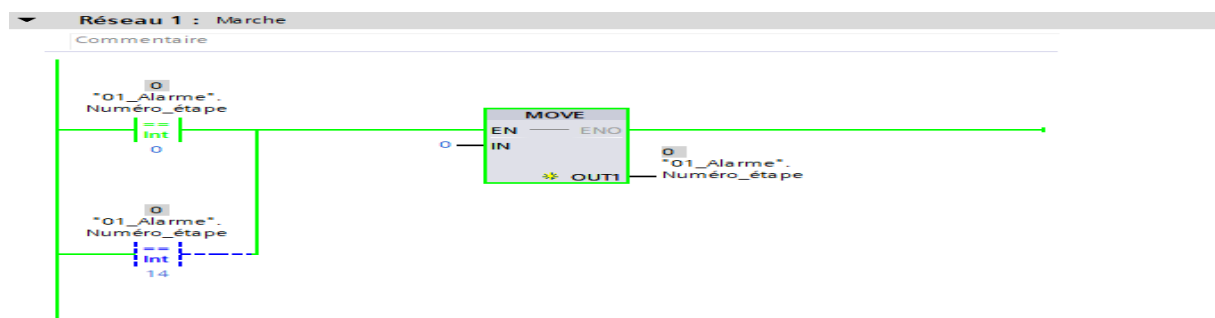 Réseau 1 : Marche
Commentaire
0
"01_Alarme".
Numéro_étape
==
Int
0
MOVE
EN ENO
0 IN
OUT1
0
"01_Alarme".
Numéro_étape
0
"01_Alarme".
Numéro_étape
==
Int
14